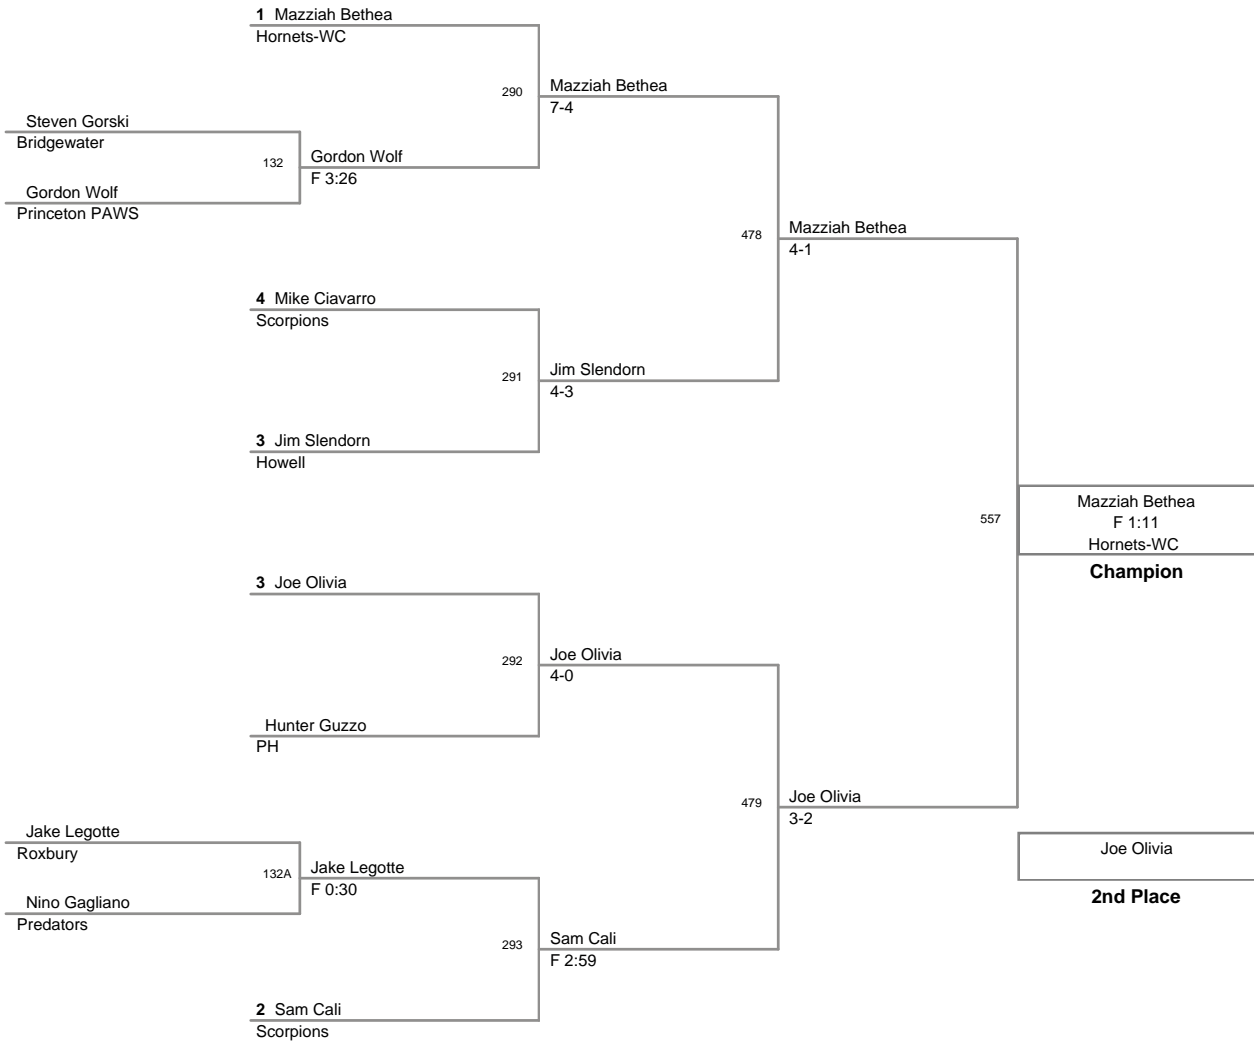 1 Mazziah Bethea
Hornets-WC
290
Mazziah Bethea
7-4
Steven Gorski
Bridgewater
132
Gordon Wolf
F 3:26
Gordon Wolf
Princeton PAWS
478
Mazziah Bethea
4-1
4 Mike Ciavarro
Scorpions
291
Jim Slendorn
4-3
3 Jim Slendorn
Howell
557
Mazziah Bethea
F 1:11
Hornets-WC
Champion
3 Joe Olivia
292
Joe Olivia
4-0
Hunter Guzzo
PH
479
Joe Olivia
3-2
Jake Legotte
Roxbury
132A
Jake Legotte
F 0:30
Nino Gagliano
Predators
Joe Olivia
2nd Place
293
Sam Cali
F 2:59
2 Sam Cali
Scorpions